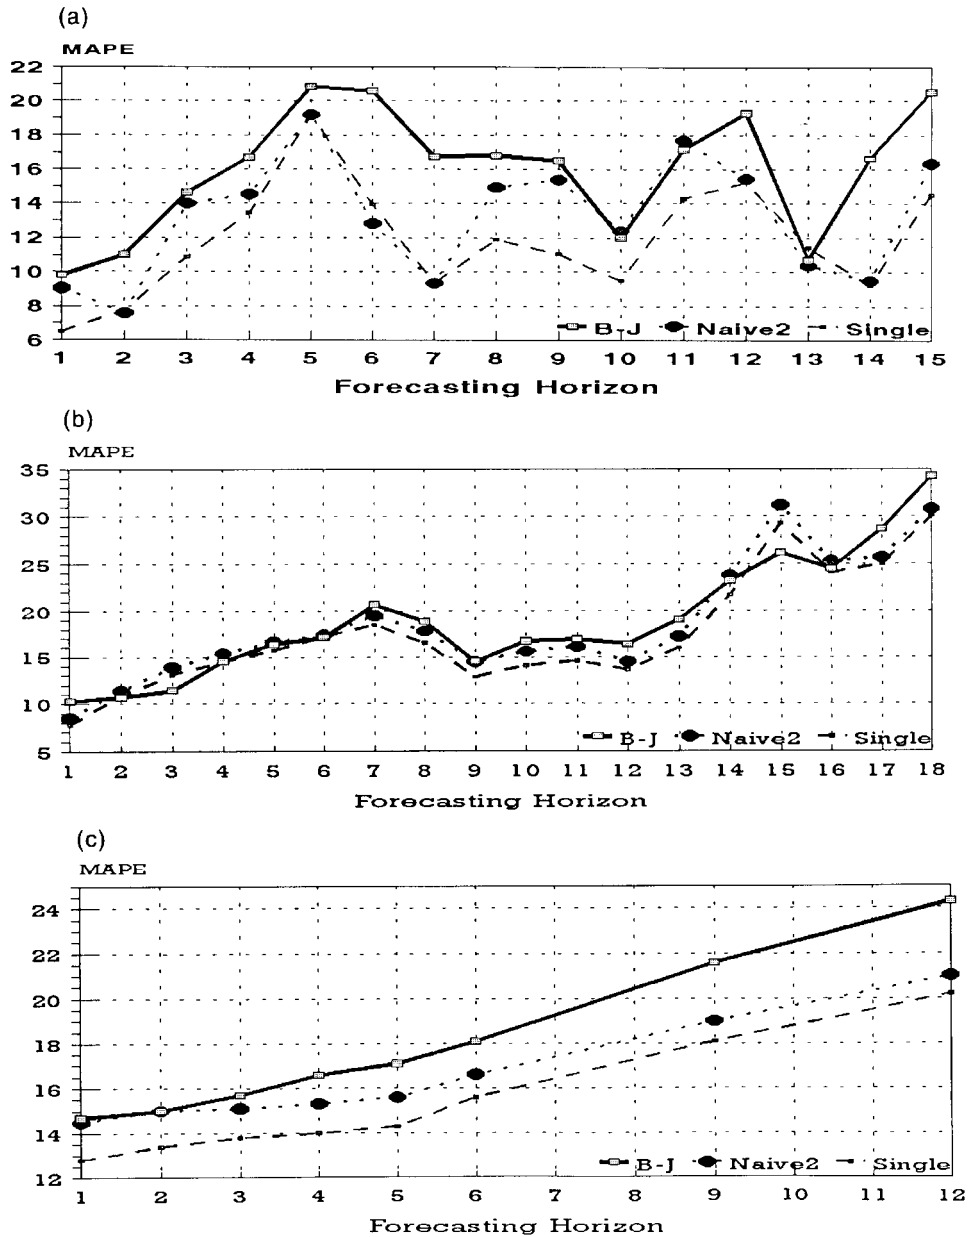 (a)
MAPE
22
20
18
16
14
12
10
8
6
B-J Naive2 Single
1 2 3 4 5 6 7 8 9 10 11 12 13 14 15
Forecasting Horizon
(b)
MAPE
35
30
25
20
15
10
5
B-J Naive2 Single
1 2 3 4 5 6 7 8 9 10 11 12 13 14 15 16 17 18
Forecasting Horizon
(c)
MAPE
24
22
20
18
16
14
12
B-J Naive2 Single
1 2 3 4 5 6 7 8 9 10 11 12
Forecasting Horizon